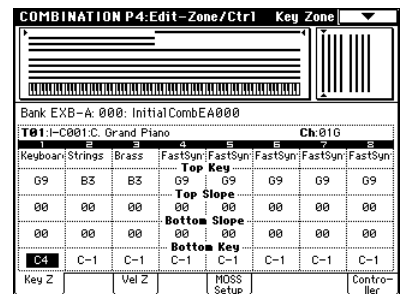 COMBINATION P4:Edit-Zone/Ctrl Key Zone
Bank EXB-A: 000: InitialCombEA000
T01:I-C001:C. Grand Piano Ch:01G
1 2 3 4 5 6 7 8
Keyboar Strings Brass FastSyn FastSyn FastSyn FastSyn FastSyn
Top Key
G9 B3 B3 G9 G9 G9 G9 G9
Top Slope
00 00 00 00 00 00 00 00
Bottom Slope
00 00 00 00 00 00 00 00
Bottom Key
C4 C-1 C-1 C-1 C-1 C-1 C-1 C-1
Key Z Vel Z MOSS Setup Contro-ller